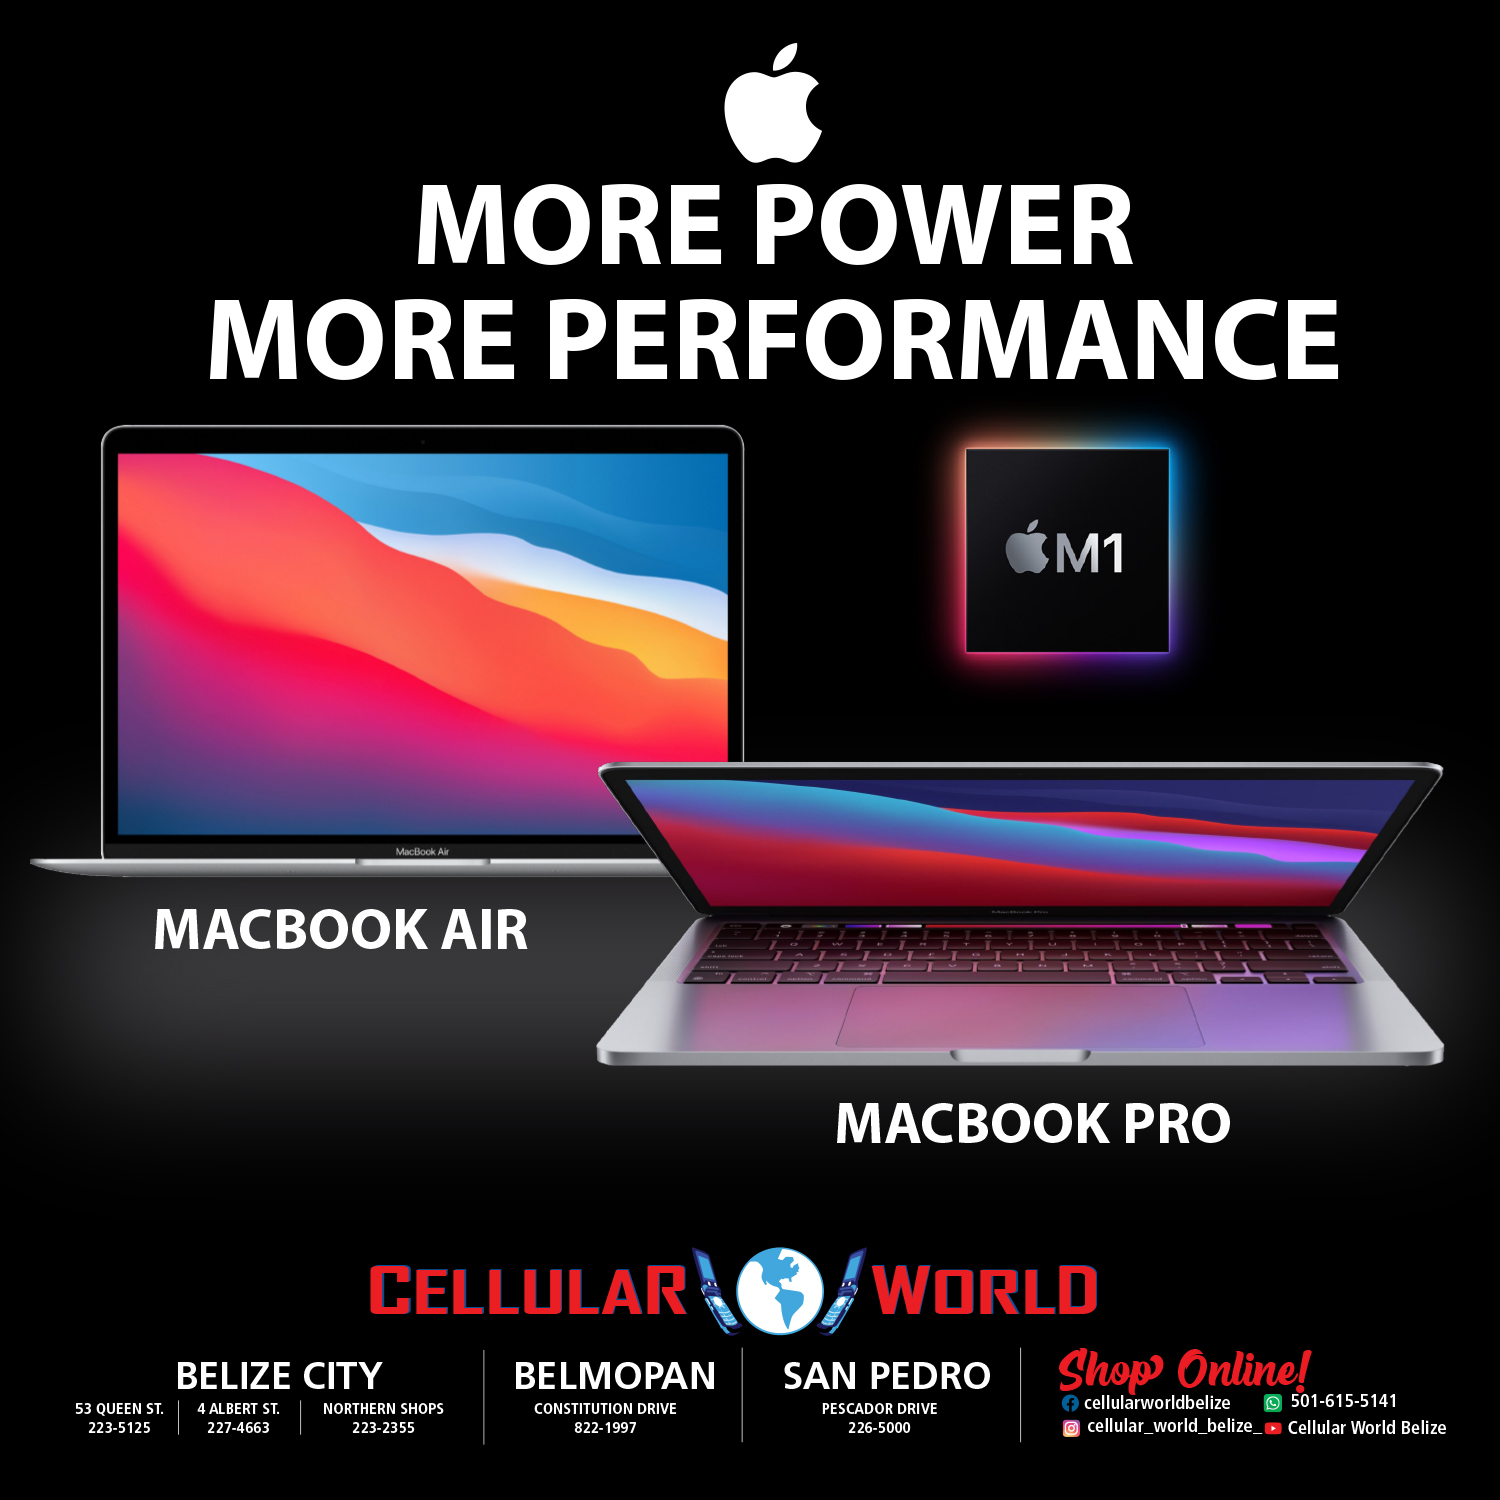 MORE POWER
MORE PERFORMANCE
M1
MacBook Air
MACBOOK AIR
MacBook Pro
MACBOOK PRO
CELLULAR WORLD
BELIZE CITY
53 QUEEN ST.
223-5125
4 ALBERT ST.
227-4663
NORTHERN SHOPS
223-2355
BELMOPAN
CONSTITUTION DRIVE
822-1997
SAN PEDRO
PESCADOR DRIVE
226-5000
Shop Online!
cellularworldbelize
501-615-5141
cellular_world_belize_
Cellular World Belize